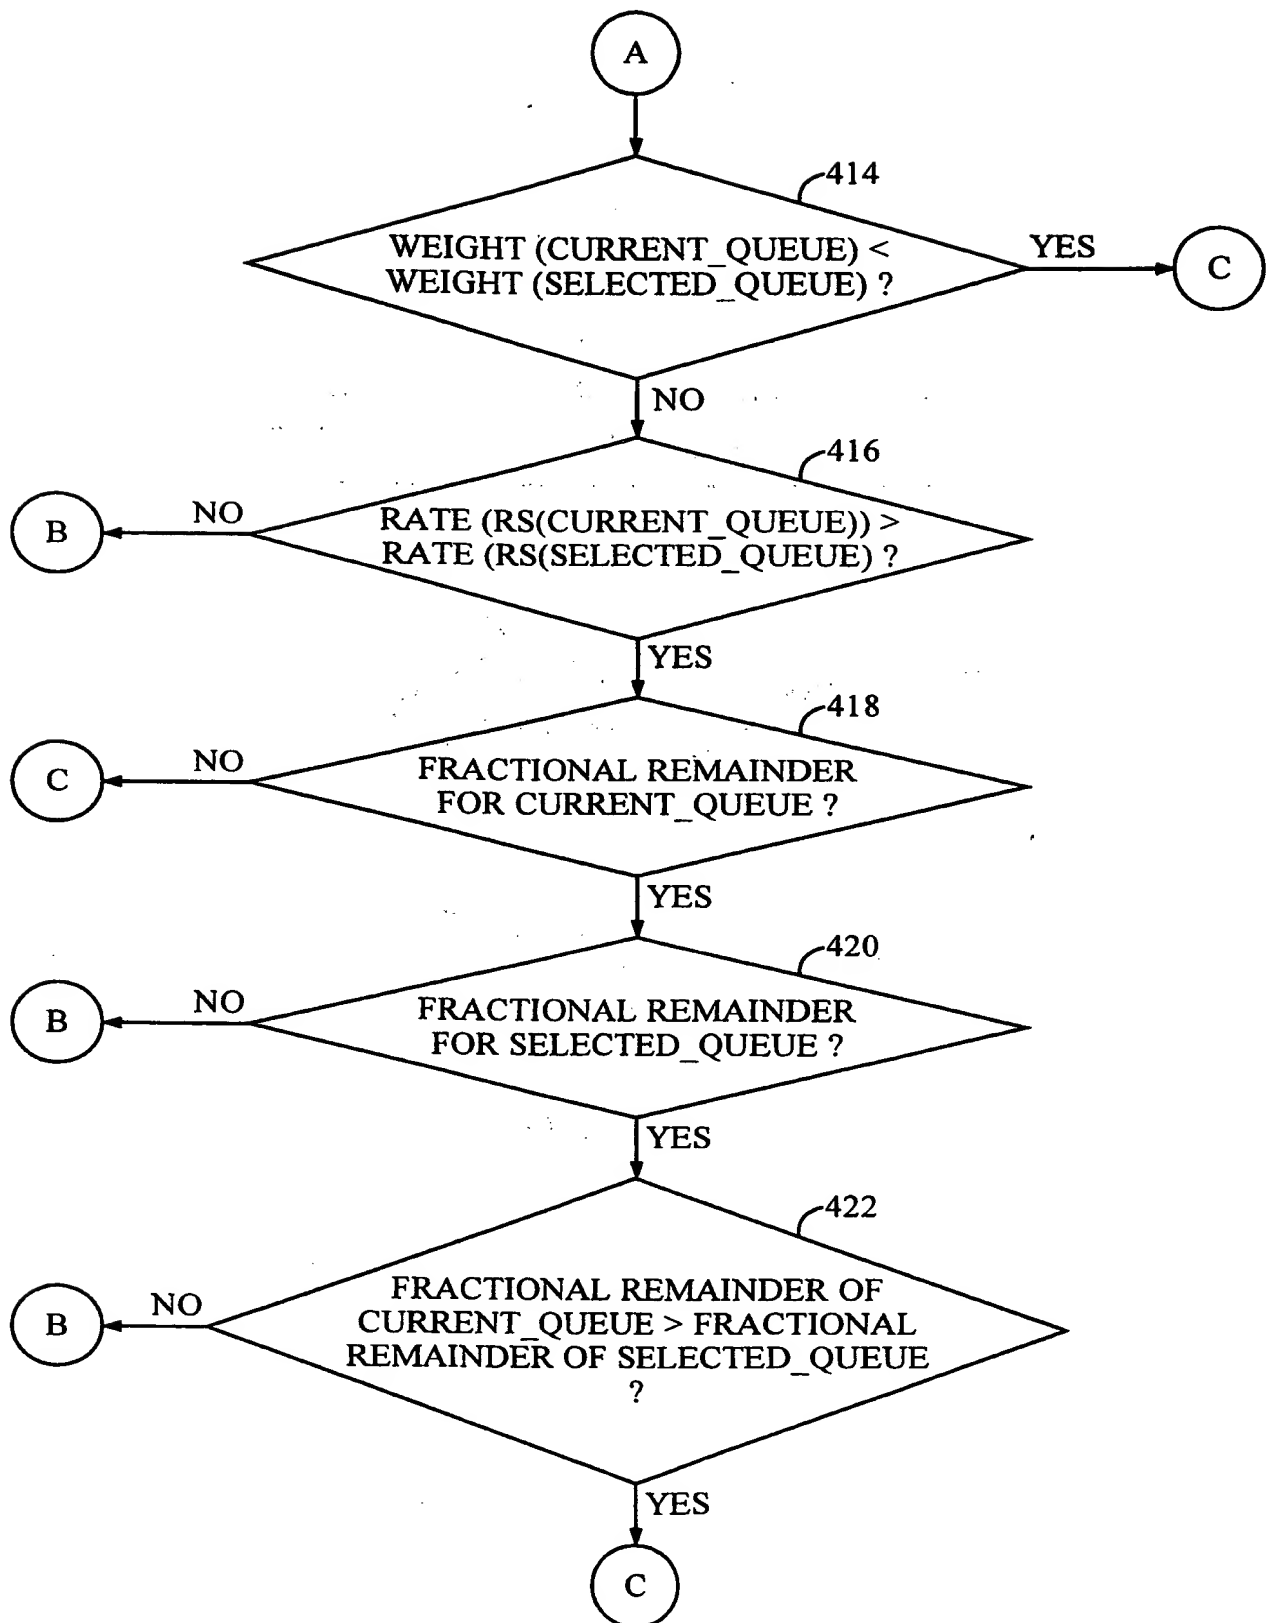 A
414
WEIGHT (CURRENT_QUEUE) <
WEIGHT (SELECTED_QUEUE) ?
YES
C
NO
416
B
NO
RATE (RS(CURRENT_QUEUE)) >
RATE (RS(SELECTED_QUEUE) ?
YES
418
C
NO
FRACTIONAL REMAINDER
FOR CURRENT_QUEUE ?
YES
420
B
NO
FRACTIONAL REMAINDER
FOR SELECTED_QUEUE ?
YES
422
B
NO
FRACTIONAL REMAINDER OF
CURRENT_QUEUE > FRACTIONAL
REMAINDER OF SELECTED_QUEUE
?
YES
C